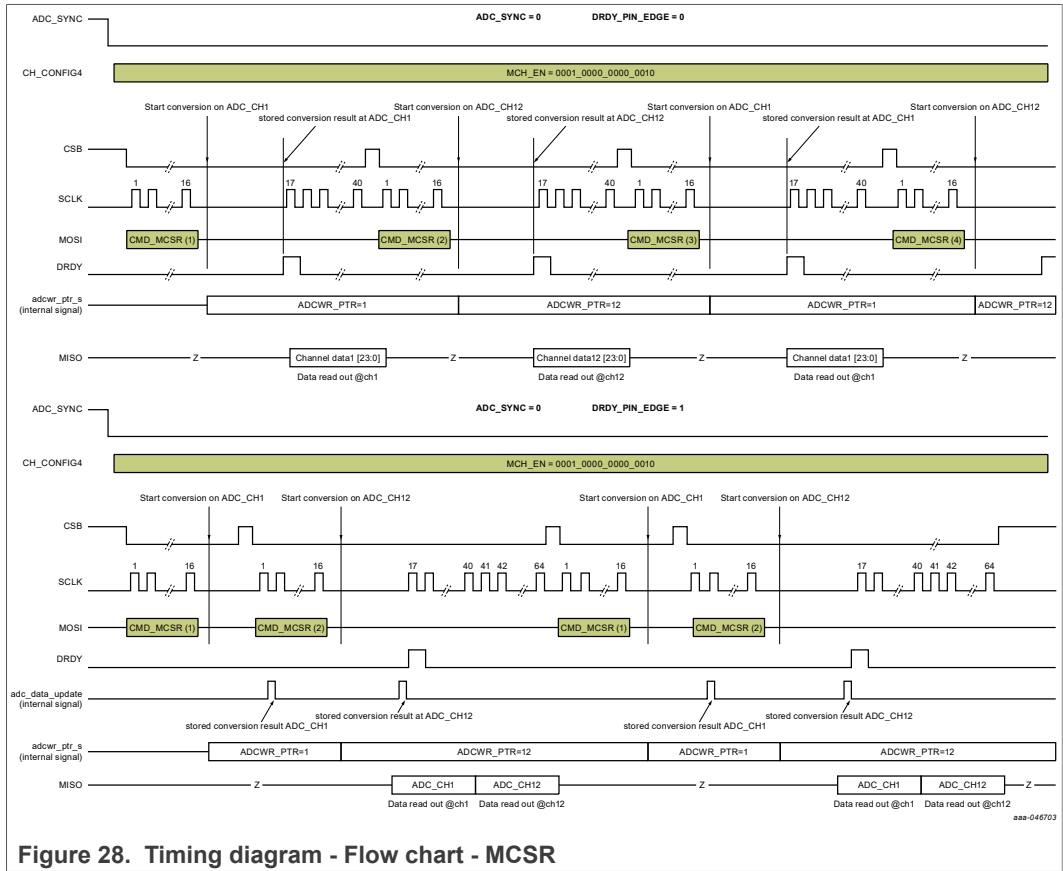 ADC_SYNC = 0 DRDY_PIN_EDGE = 0
ADC_SYNC
CH_CONFIG4
MCH_EN = 0001_0000_0000_0010
Start conversion on ADC_CH1 Start conversion on ADC_CH12 Start conversion on ADC_CH1 Start conversion on ADC_CH12
stored conversion result at ADC_CH1 stored conversion result at ADC_CH12 stored conversion result at ADC_CH1
CSB
1 16 17 40 1 16 17 40 1 16 17 40 1 16
SCLK
MOSI CMD_MCSR (1) CMD_MCSR (2) CMD_MCSR (3) CMD_MCSR (4)
DRDY
adcwr_ptr_s
(internal signal)
ADCWR_PTR=1 ADCWR_PTR=12 ADCWR_PTR=1 ADCWR_PTR=12
MISO Z Channel data1 [23:0] Z Channel data12 [23:0] Z Channel data1 [23:0] Z
Data read out @ch1 Data read out @ch12 Data read out @ch1
ADC_SYNC = 0 DRDY_PIN_EDGE = 1
ADC_SYNC
CH_CONFIG4
MCH_EN = 0001_0000_0000_0010
Start conversion on ADC_CH1 Start conversion on ADC_CH12 Start conversion on ADC_CH1 Start conversion on ADC_CH12
CSB
1 16 1 16 17 40 41 42 64 1 16 1 16 17 40 41 42 64
SCLK
MOSI CMD_MCSR (1) CMD_MCSR (2) CMD_MCSR (1) CMD_MCSR (2)
DRDY
adc_data_update
(internal signal)
stored conversion result at ADC_CH12 stored conversion result ADC_CH12
stored conversion result ADC_CH1 stored conversion result ADC_CH1
adcwr_ptr_s
(internal signal)
ADCWR_PTR=1 ADCWR_PTR=12 ADCWR_PTR=1 ADCWR_PTR=12
MISO Z ADC_CH1 ADC_CH12 Z ADC_CH1 ADC_CH12 Z
Data read out @ch1 Data read out @ch12 Data read out @ch1 Data read out @ch12
aaa-046703
Figure 28. Timing diagram - Flow chart - MCSR